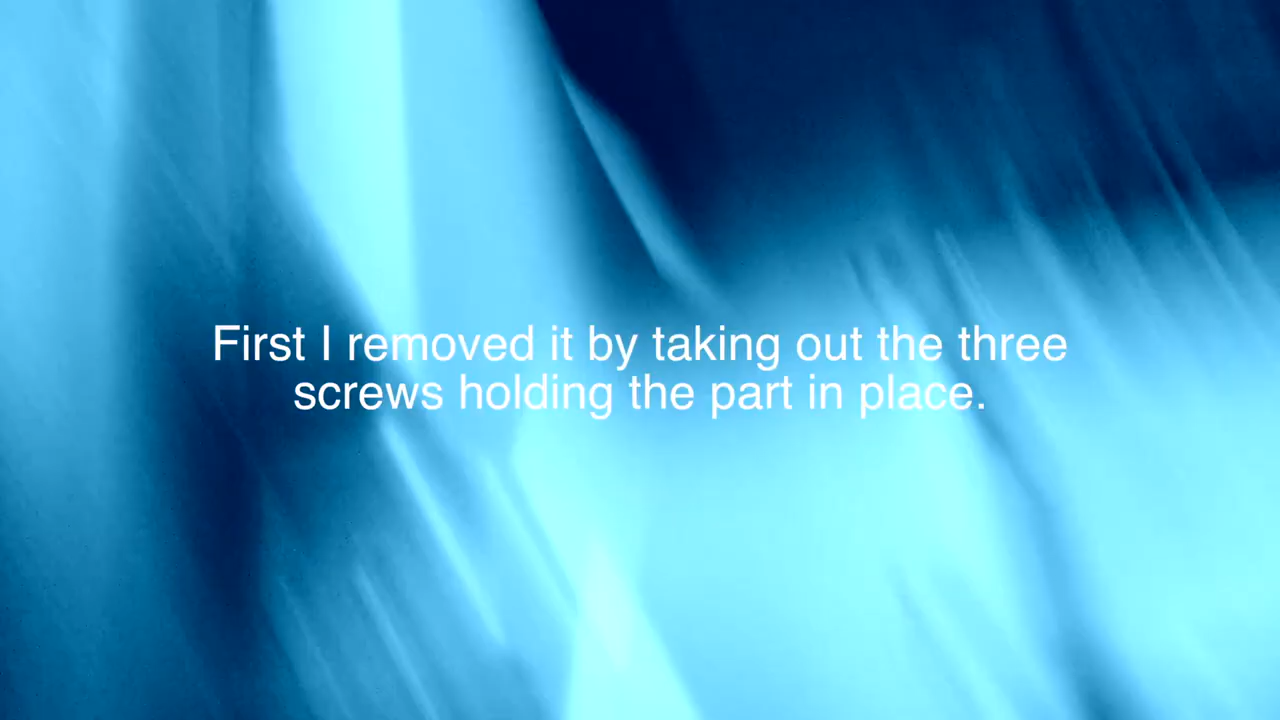 First I removed it by taking out the three
screws holding the part in place.